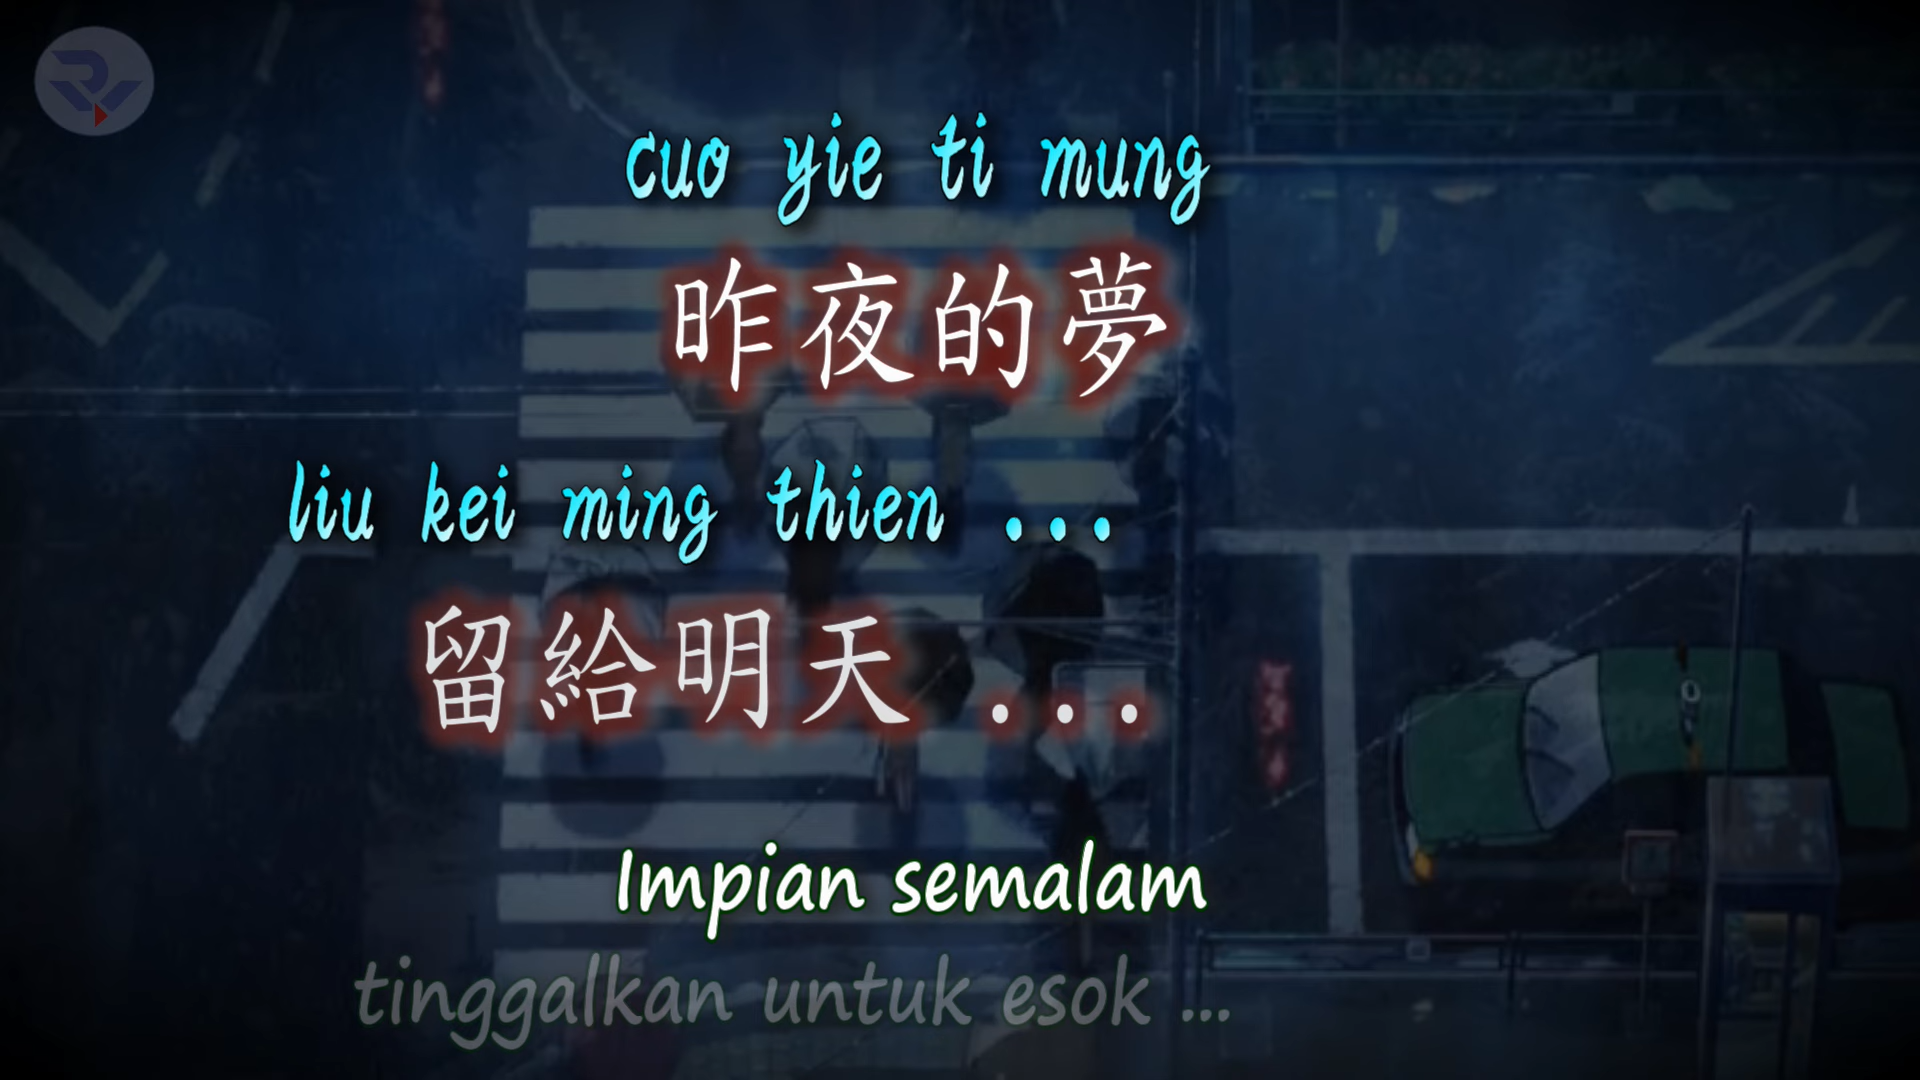 cuo yie ti mung
昨夜的夢
liu kei ming thien ...
留給明天 ...
Impian semalam
tinggalkan untuk esok ...